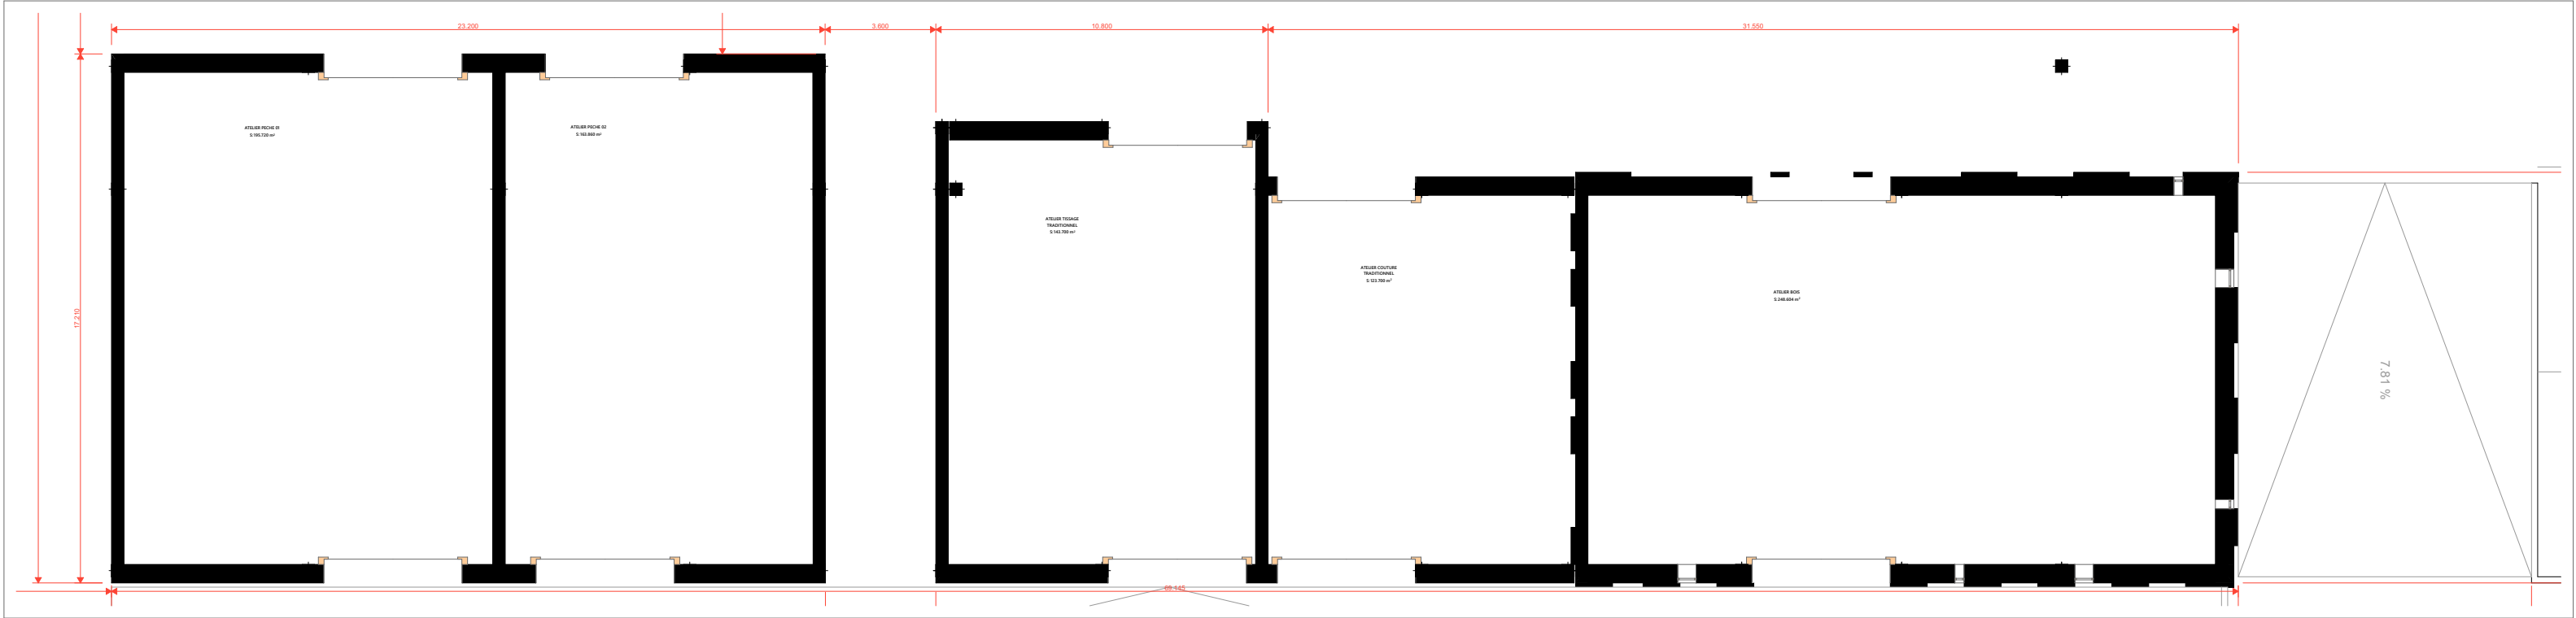 23.200
3.600
10.800
31.550
ATELIER PECHE 01
S:195.720 m²
ATELIER PECHE 02
S:163.860 m²
ATELIER TISSAGE
TRADITIONNEL
S:143.700 m²
ATELIER COUTURE
TRADITIONNEL
S:123.700 m²
ATELIER BOIS
S:248.604 m²
17.210
7.81 %
69.145